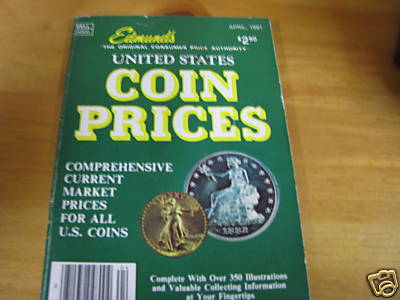 Edmund's
APRIL, 1981
THE ORIGINAL CONSUMER PRICE AUTHORITY
UNITED STATES
COIN
PRICES
COMPREHENSIVE
CURRENT
MARKET
PRICES
FOR ALL
U.S. COINS
Complete With Over 350 Illustrations
and Valuable Collecting Information
at Your Fingertips